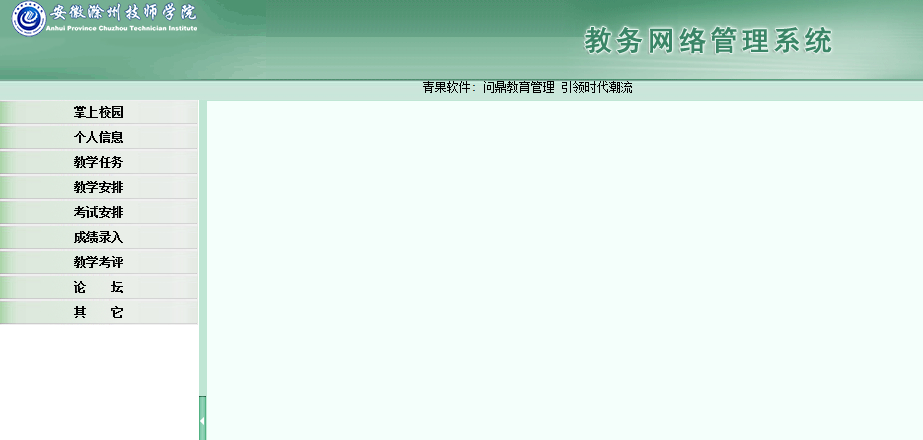 安徽滁州技师学院
Anhui Province Chuzhou Technician Institute
教务网络管理系统
青果软件：问鼎教育管理 引领时代潮流
掌上校园
个人信息
教学任务
教学安排
考试安排
成绩录入
教学考评
论 坛
其 它